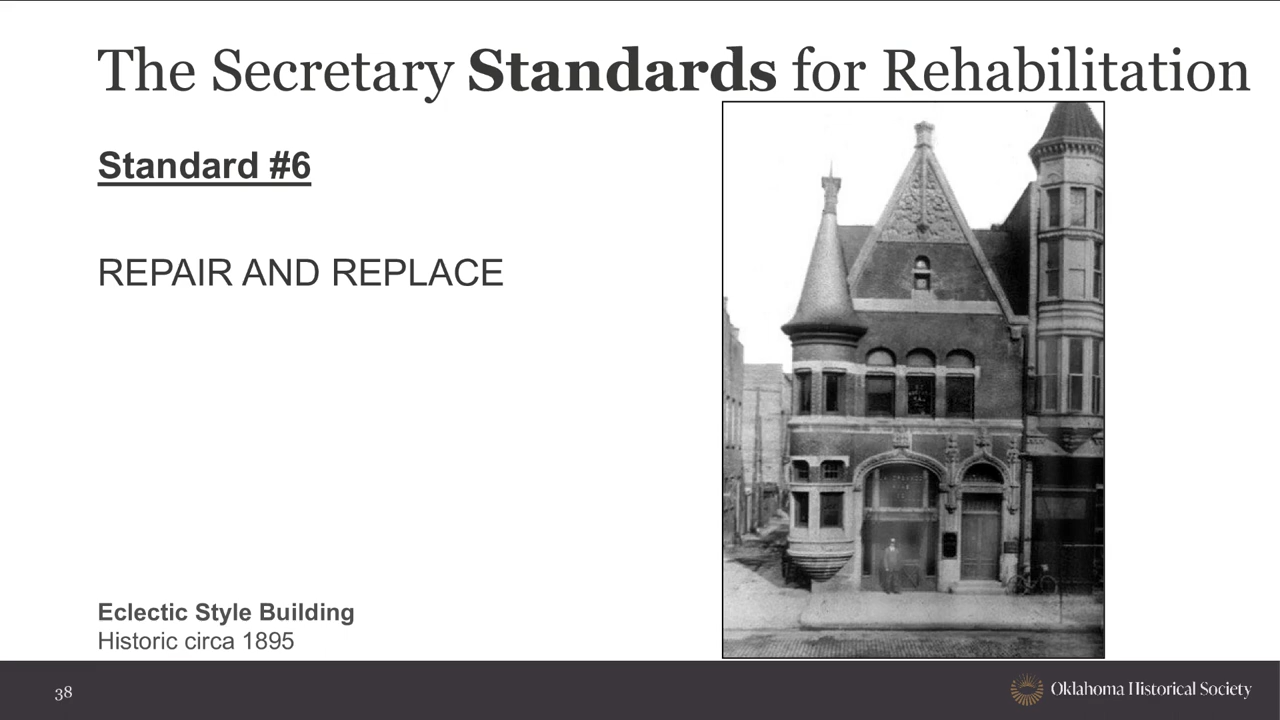 The Secretary Standards for Rehabilitation
Standard #6
REPAIR AND REPLACE
Eclectic Style Building
Historic circa 1895
38
Oklahoma Historical Society